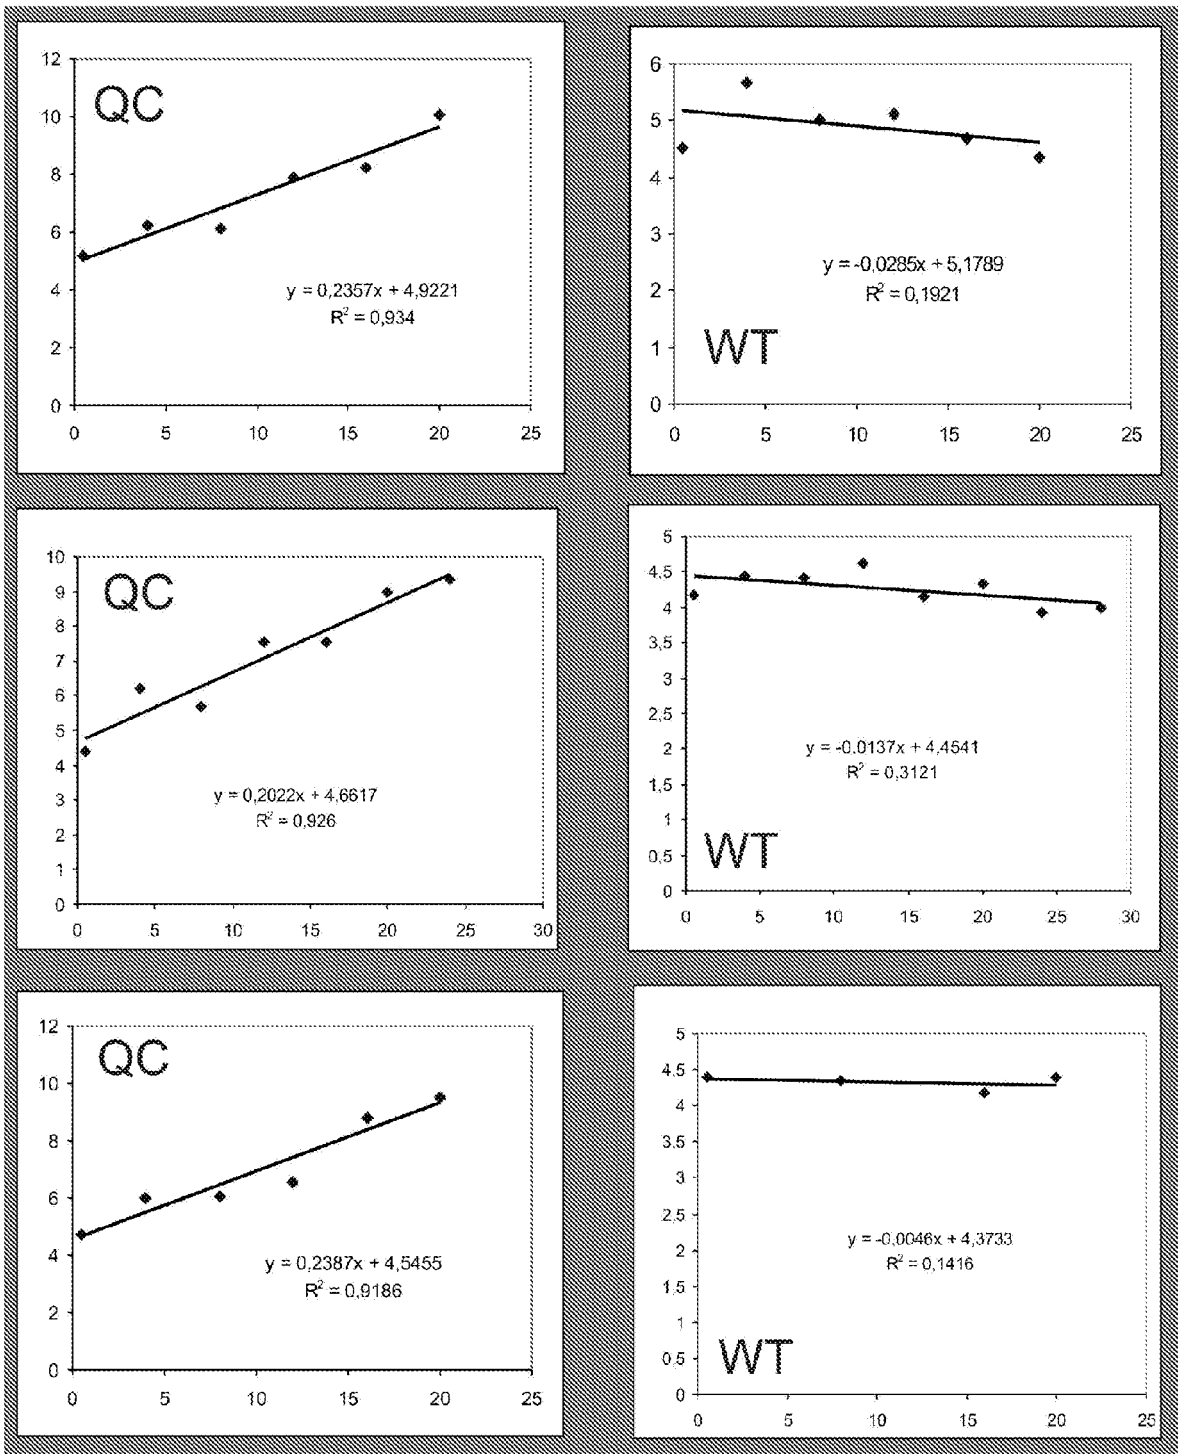 12
10
8
6
4
2
0
QC
y = 0,2357x + 4,9221
R² = 0,934
0 5 10 15 20 25
6
5
4
3
2
1
0
y = -0,0285x + 5,1789
R² = 0,1921
WT
0 5 10 15 20 25
10
9
8
7
6
5
4
3
2
1
0
QC
y = 0,2022x + 4,6617
R² = 0,926
0 5 10 15 20 25 30
5
4,5
4
3,5
3
2,5
2
1,5
1
0,5
0
y = -0,0137x + 4,4541
R² = 0,3121
WT
0 5 10 15 20 25 30
12
10
8
6
4
2
0
QC
y = 0,2387x + 4,5455
R² = 0,9186
0 5 10 15 20 25
5
4,5
4
3,5
3
2,5
2
1,5
1
0,5
0
y = -0,0046x + 4,3733
R² = 0,1416
WT
0 5 10 15 20 25